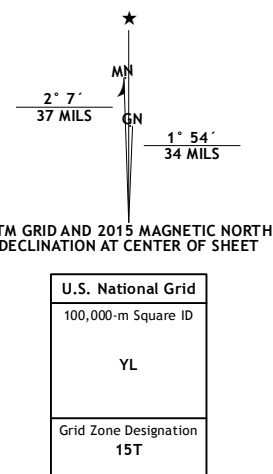 MN
2° 7´
37 MILS
GN
1° 54´
34 MILS
TM GRID AND 2015 MAGNETIC NORTH
DECLINATION AT CENTER OF SHEET
U.S. National Grid
100,000-m Square ID
YL
Grid Zone Designation
15T